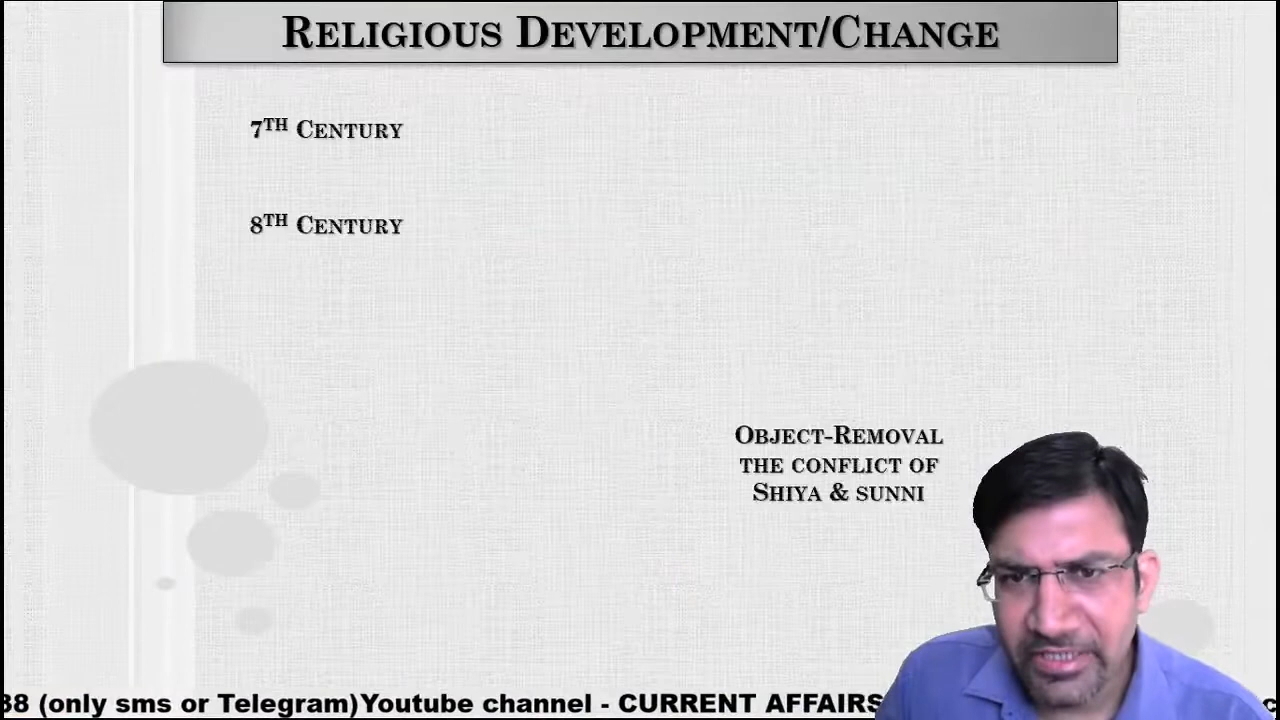 RELIGIOUS DEVELOPMENT/CHANGE
7TH CENTURY
8TH CENTURY
OBJECT-REMOVAL
THE CONFLICT OF
SHIYA & SUNNI
38 (only sms or Telegram)Youtube channel - CURRENT AFFAIRS